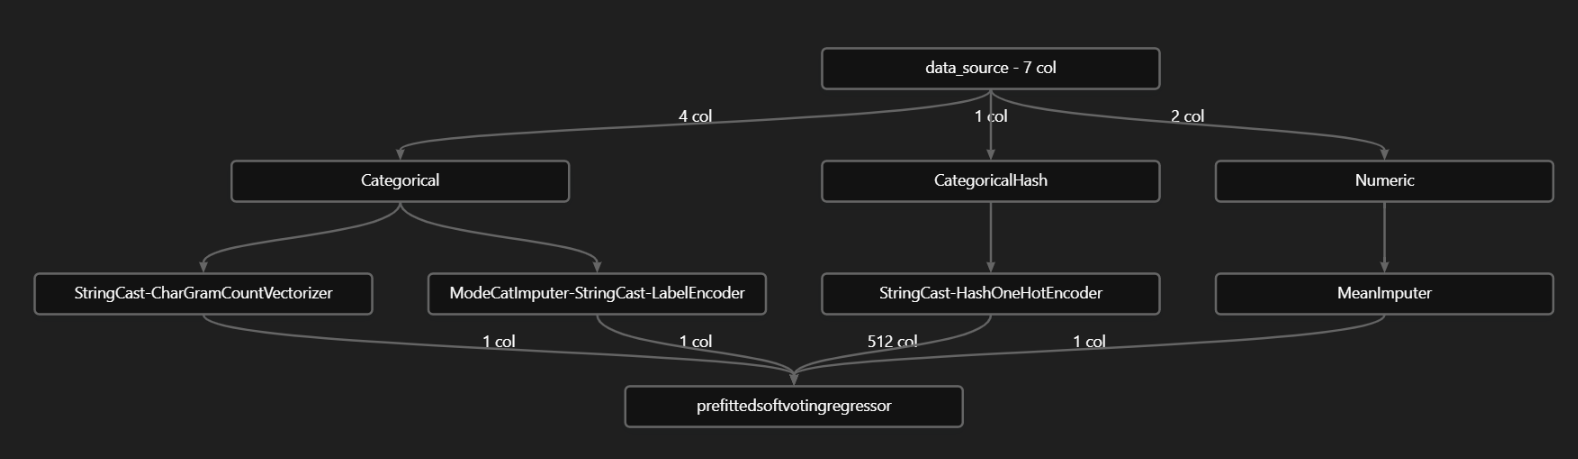 data_source - 7 col
4 col
1 col
2 col
Categorical
CategoricalHash
Numeric
StringCast-CharGramCountVectorizer
ModeCatImputer-StringCast-LabelEncoder
StringCast-HashOneHotEncoder
MeanImputer
1 col
1 col
512 col
1 col
prefittedsoftvotingregressor